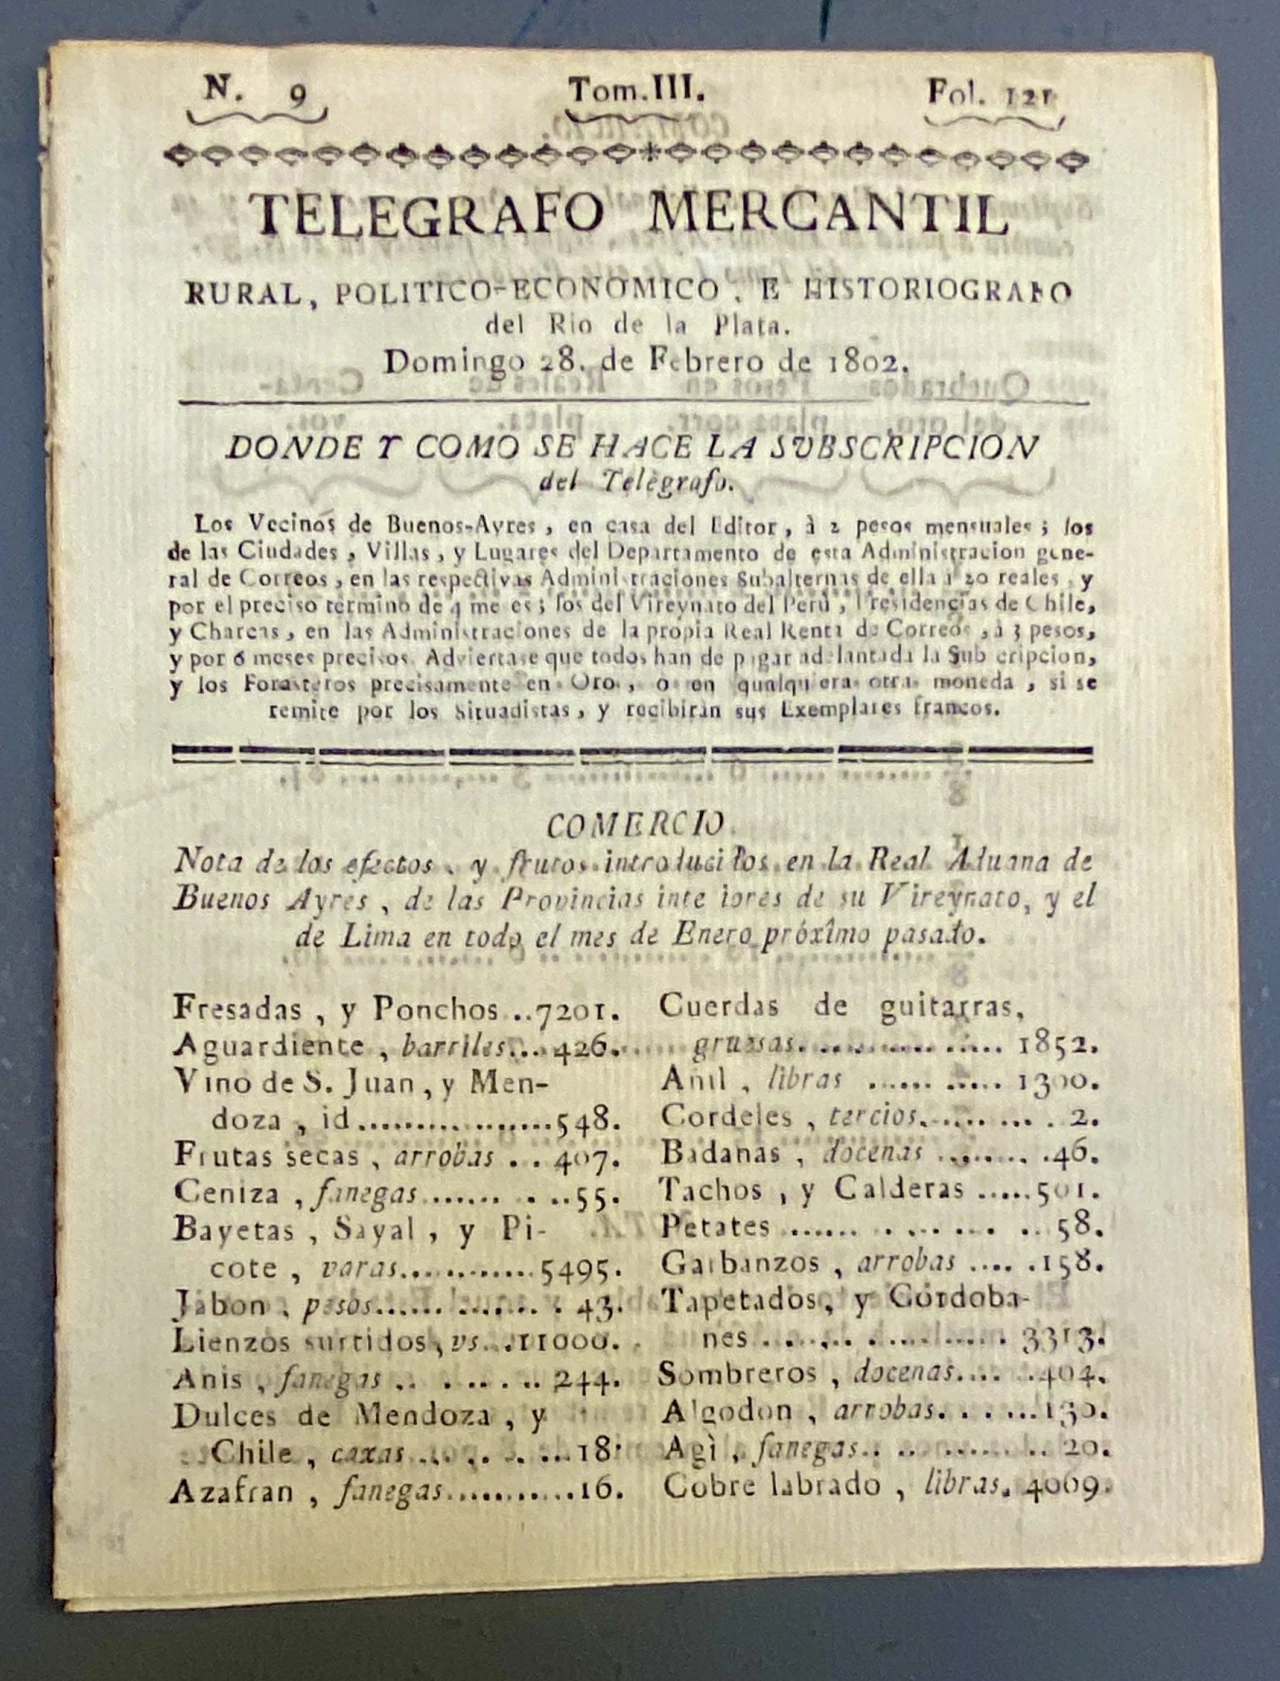 N. 9 Tom. III. Fol. 121
TELEGRAFO MERCANTIL
RURAL, POLITICO-ECONOMICO, E HISTORIOGRAFO
del Rio de la Plata.
Domingo 28. de Febrero de 1802.
DONDE Y COMO SE HACE LA SUBSCRIPCION
del Telègrafo.
Los Vecinos de Buenos-Ayres, en casa del Editor, à 2 pesos mensuales; los
de las Ciudades, Villas, y Lugares del Departamento de esta Administracion gene-
ral de Correos, en las respectivas Administraciones Subalternas de ella à 20 reales, y
por el preciso termino de 4 meses; los del Vireynato del Perù, Presidencias de Chile,
y Charcas, en las Administraciones de la propia Real Renta de Correos, à 3 pesos,
y por 6 meses precisos. Adviertase que todos han de pagar adelantada la Subscripcion,
y los Forasteros precisamente en Oro, o en qualquiera otra moneda, si se
remite por los Situadistas, y recibiràn sus Exemplares francos.
COMERCIO.
Nota de los efectos, y frutos introducidos en la Real Aduana de
Buenos Ayres, de las Provincias interiores de su Vireynato, y el
de Lima en todo el mes de Enero próximo pasado.
Fresadas, y Ponchos..7201.
Aguardiente, barriles...426.
Vino de S. Juan, y Men-
doza, id.................548.
Frutas secas, arrobas . . 407.
Ceniza, fanegas....... . ..55.
Bayetas, Sayal, y Pi-
cote, varas............5495.
Jabon, pesos............ . 43.
Lienzos surtidos, vs...11000.
Anis, fanegas .. . .. .. .. 244.
Dulces de Mendoza, y
Chile, caxas ... .. . ...18.
Azafran, fanegas...........16.
Cuerdas de guitarras,
gruesas.................. 1852.
Añil, libras ...... ..... 1300.
Cordeles, tercios....... ... . 2.
Badanas, docenas ........ .46.
Tachos, y Calderas .....501.
Petates ...... . ... .. . .. 58.
Garbanzos, arrobas .... .158.
Tapetados, y Córdoba-
nes . . ... . .......... 3313.
Sombreros, docenas.... .404.
Algodon, arrobas. . . ...130.
Agì, fanegas.. ............ 20.
Cobre labrado, libras. 4069.